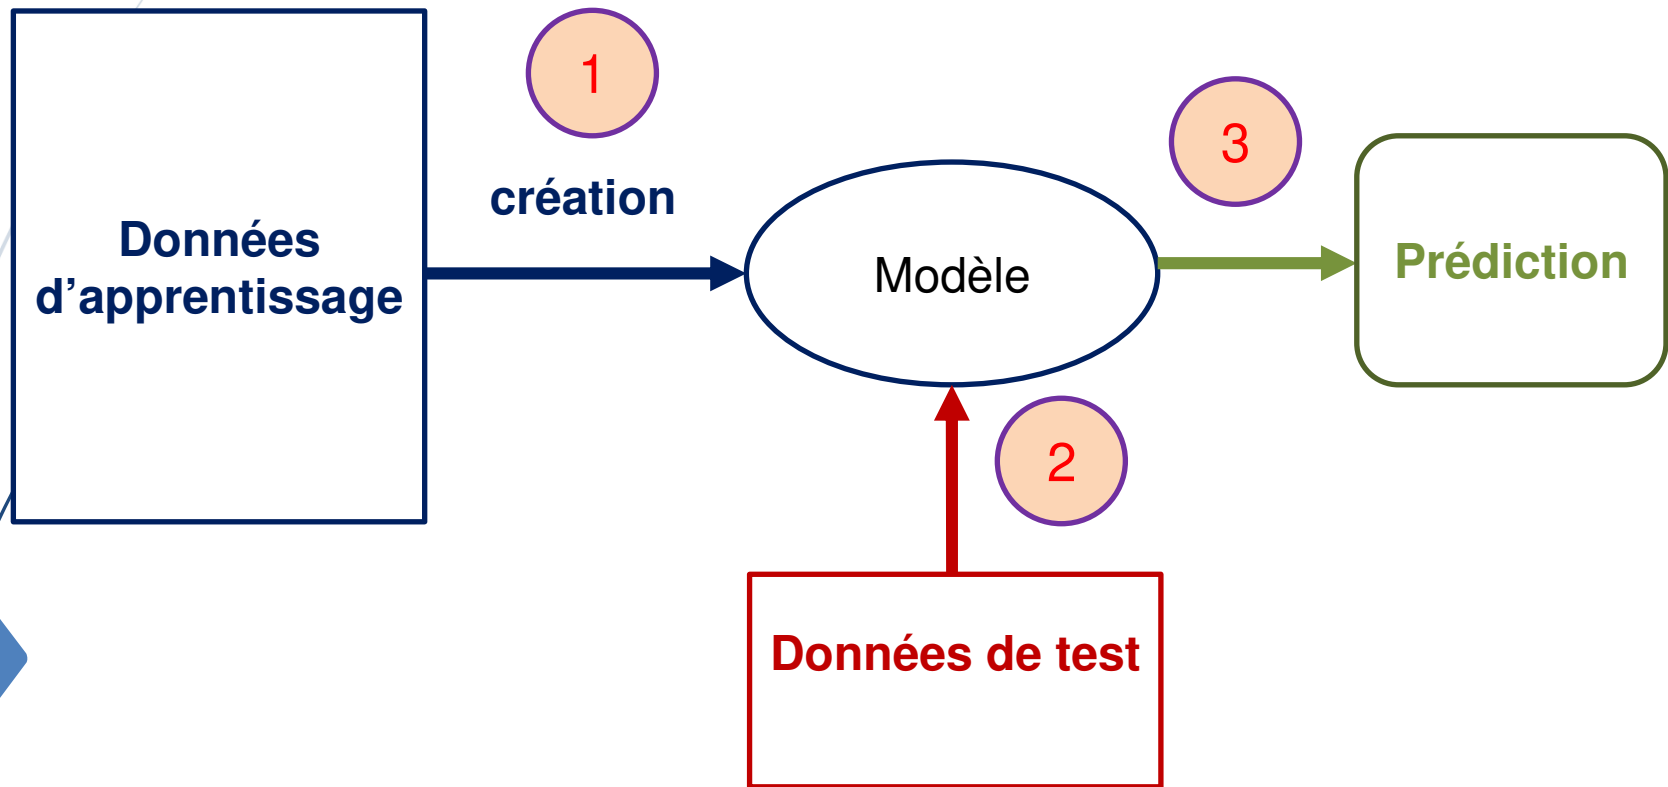 1
création
Données
d’apprentissage
Modèle
3
Prédiction
2
Données de test